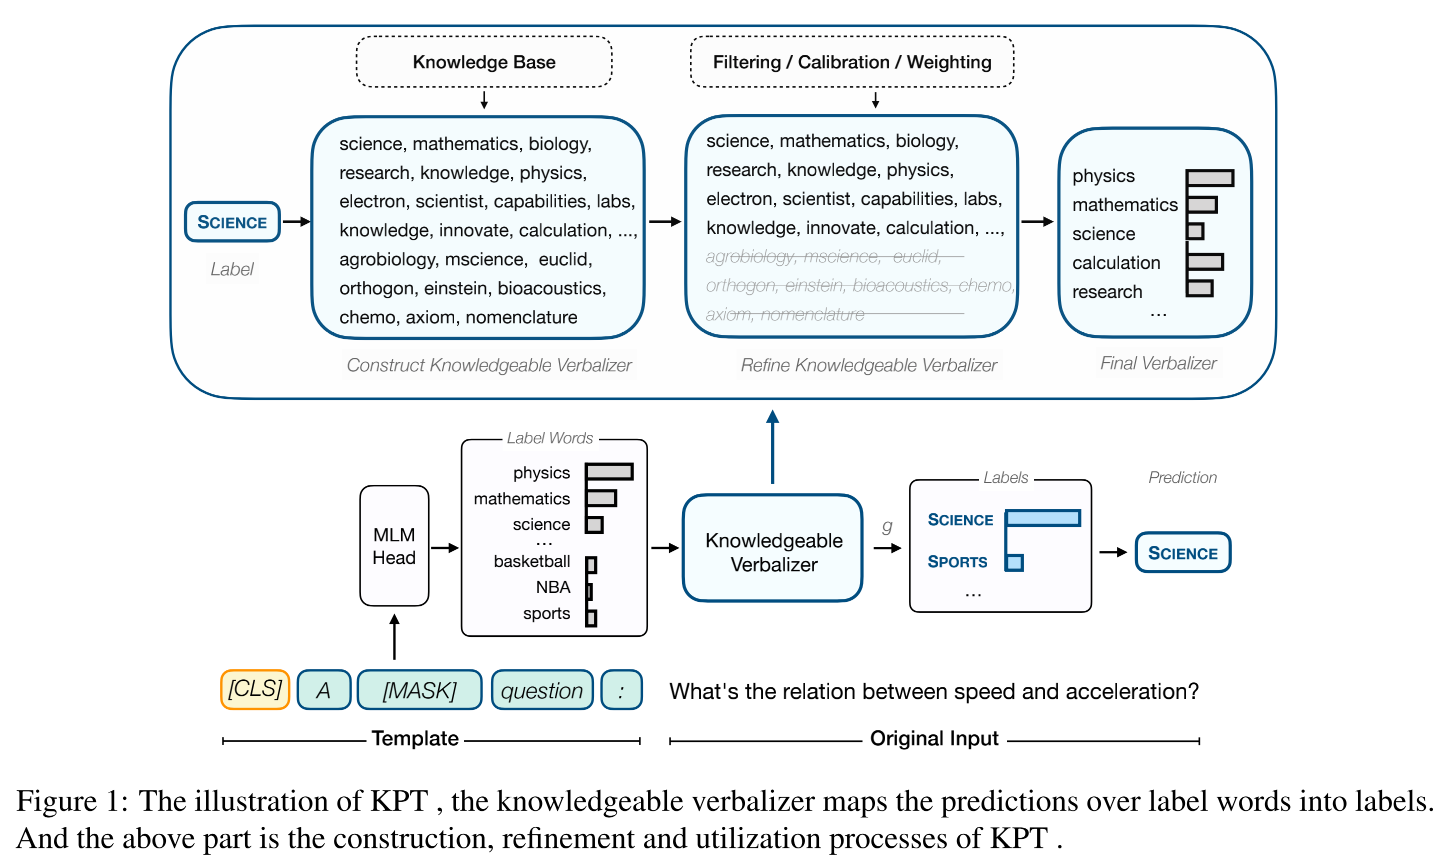 Knowledge Base
Filtering / Calibration / Weighting
SCIENCE
Label
science, mathematics, biology,
research, knowledge, physics,
electron, scientist, capabilities, labs,
knowledge, innovate, calculation, ...,
agrobiology, mscience, euclid,
orthogon, einstein, bioacoustics,
chemo, axiom, nomenclature
Construct Knowledgeable Verbalizer
science, mathematics, biology,
research, knowledge, physics,
electron, scientist, capabilities, labs,
knowledge, innovate, calculation, ...,
agrobiology, mscience, euclid,
orthogon, einstein, bioacoustics, chemo,
axiom, nomenclature
Refine Knowledgeable Verbalizer
physics
mathematics
science
calculation
research
...
Final Verbalizer
MLM
Head
Label Words
physics
mathematics
science
...
basketball
NBA
sports
Knowledgeable
Verbalizer
g
Labels
SCIENCE
SPORTS
...
Prediction
SCIENCE
[CLS] A [MASK] question : What's the relation between speed and acceleration?
Template Original Input
Figure 1: The illustration of KPT , the knowledgeable verbalizer maps the predictions over label words into labels.
And the above part is the construction, refinement and utilization processes of KPT .